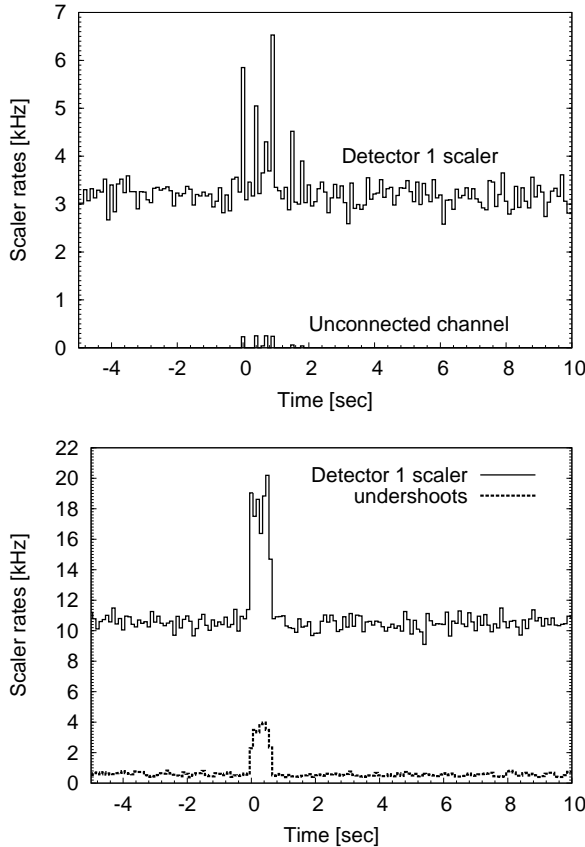 7
6
5
4
3
2
1
0
Scaler rates [kHz]
Detector 1 scaler
Unconnected channel
-4 -2 0 2 4 6 8 10
Time [sec]
22
20
18
16
14
12
10
8
6
4
2
0
Scaler rates [kHz]
Detector 1 scaler
undershoots
-4 -2 0 2 4 6 8 10
Time [sec]